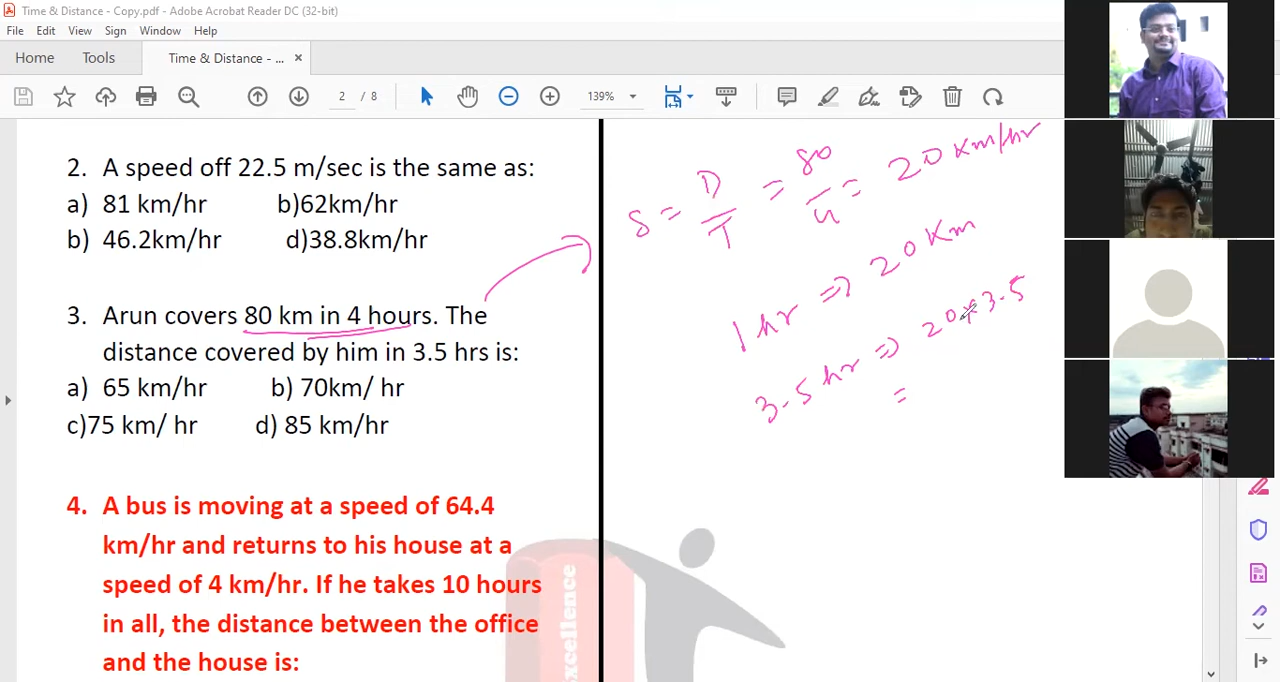 Time & Distance - Copy.pdf - Adobe Acrobat Reader DC (32-bit)
File Edit View Sign Window Help
Home Tools Time & Distance - ... ×
2 / 8 139%
2. A speed off 22.5 m/sec is the same as:
a) 81 km/hr b)62km/hr
b) 46.2km/hr d)38.8km/hr
3. Arun covers 80 km in 4 hours. The
distance covered by him in 3.5 hrs is:
a) 65 km/hr b) 70km/ hr
c)75 km/ hr d) 85 km/hr
4. A bus is moving at a speed of 64.4
km/hr and returns to his house at a
speed of 4 km/hr. If he takes 10 hours
in all, the distance between the office
and the house is:
S = D/T = 80/4 = 20 Km/hr
1 hr ⇒ 20 Km
3.5 hr ⇒ 20 × 3.5
=
excellence